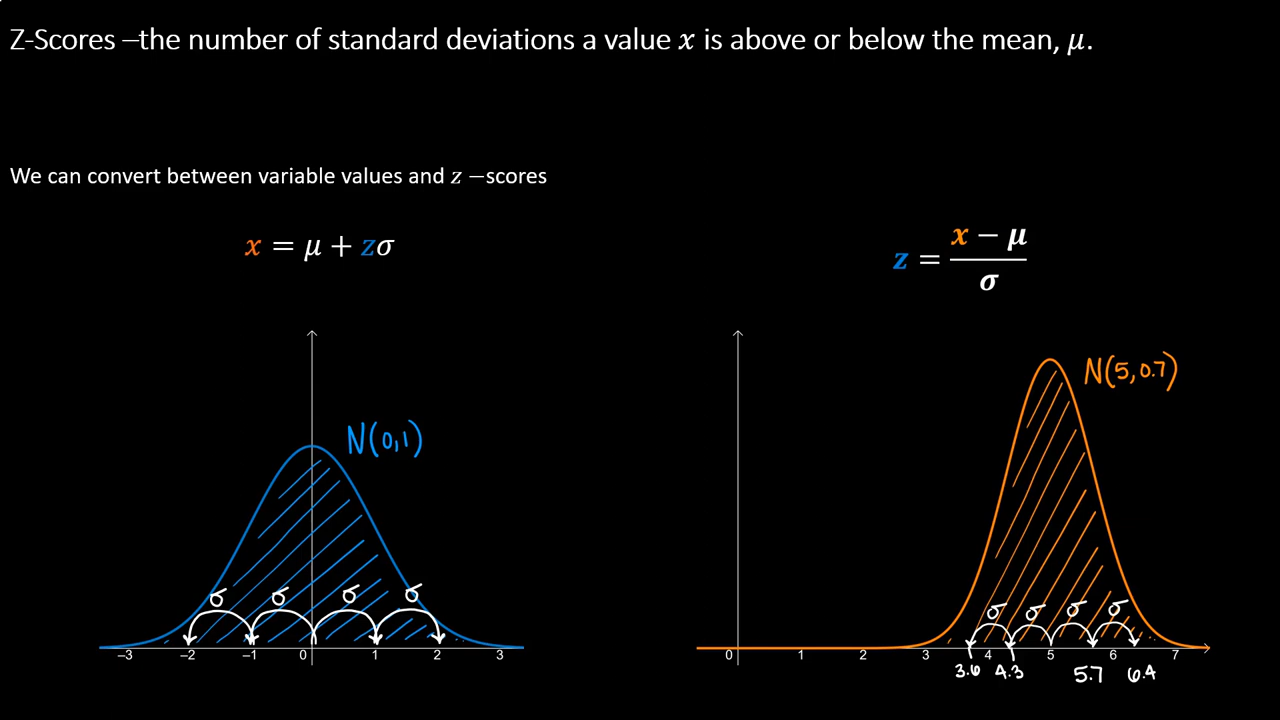 Z-Scores –the number of standard deviations a value x is above or below the mean, μ.
We can convert between variable values and z –scores
x = μ + zσ
z = (x − μ) / σ
N(0,1)
σ σ σ σ
–3 –2 –1 0 1 2 3
N(5,0.7)
σ σ σ σ
0 1 2 3 4 5 6 7
3.6 4.3 5.7 6.4